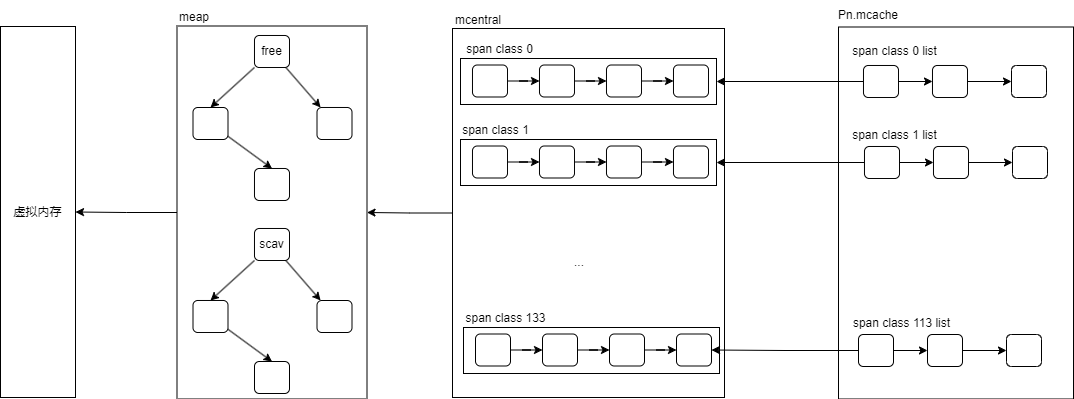 虚拟内存
meap
free
scav
mcentral
span class 0
span class 1
...
span class 133
Pn.mcache
span class 0 list
span class 1 list
span class 113 list